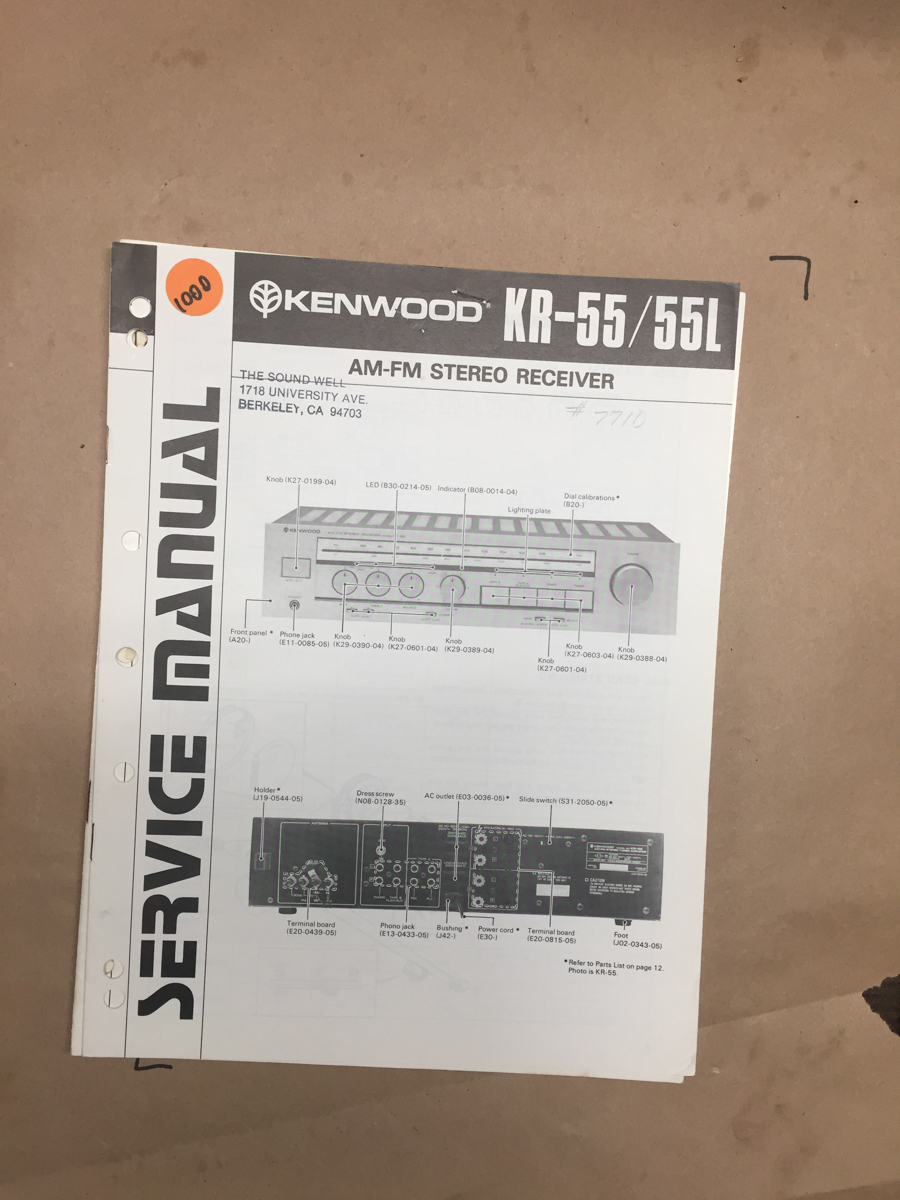 1000
KENWOOD
KR-55/55L
AM-FM STEREO RECEIVER
THE SOUND WELL
1718 UNIVERSITY AVE.
BERKELEY, CA 94703
# 7710
SERVICE MANUAL
Knob (K27-0199-04)
LED (B30-0214-05)
Indicator (B08-0014-04)
Lighting plate
Dial calibrations *
(B20-)
KENWOOD
Front panel *
(A20-)
Phone jack
(E11-0085-05)
Knob
(K29-0390-04)
Knob
(K27-0601-04)
Knob
(K29-0389-04)
Knob
(K27-0601-04)
Knob
(K27-0603-04)
Knob
(K29-0388-04)
Holder *
(J19-0544-05)
Dress screw
(N08-0128-35)
AC outlet (E03-0036-05) *
Slide switch (S31-2050-05) *
CAUTION
Terminal board
(E20-0439-05)
Phono jack
(E13-0433-05)
Bushing *
(J42-)
Power cord *
(E30-)
Terminal board
(E20-0815-05)
Foot
(J02-0343-05)
* Refer to Parts List on page 12.
Photo is KR-55.